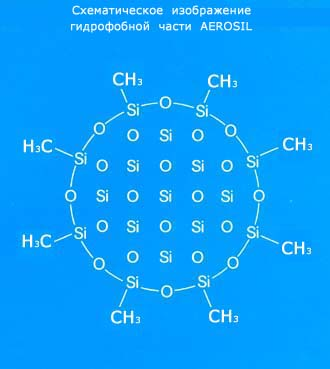 Схематическое изображение
гидрофобной части AEROSIL
CH₃ CH₃
Si O Si
O O
O Si O
H₃C CH₃
Si Si
O Si O Si O
O Si O Si O Si O
O Si O Si O
H₃C Si Si CH₃
O Si O
O O
Si O Si
CH₃ CH₃